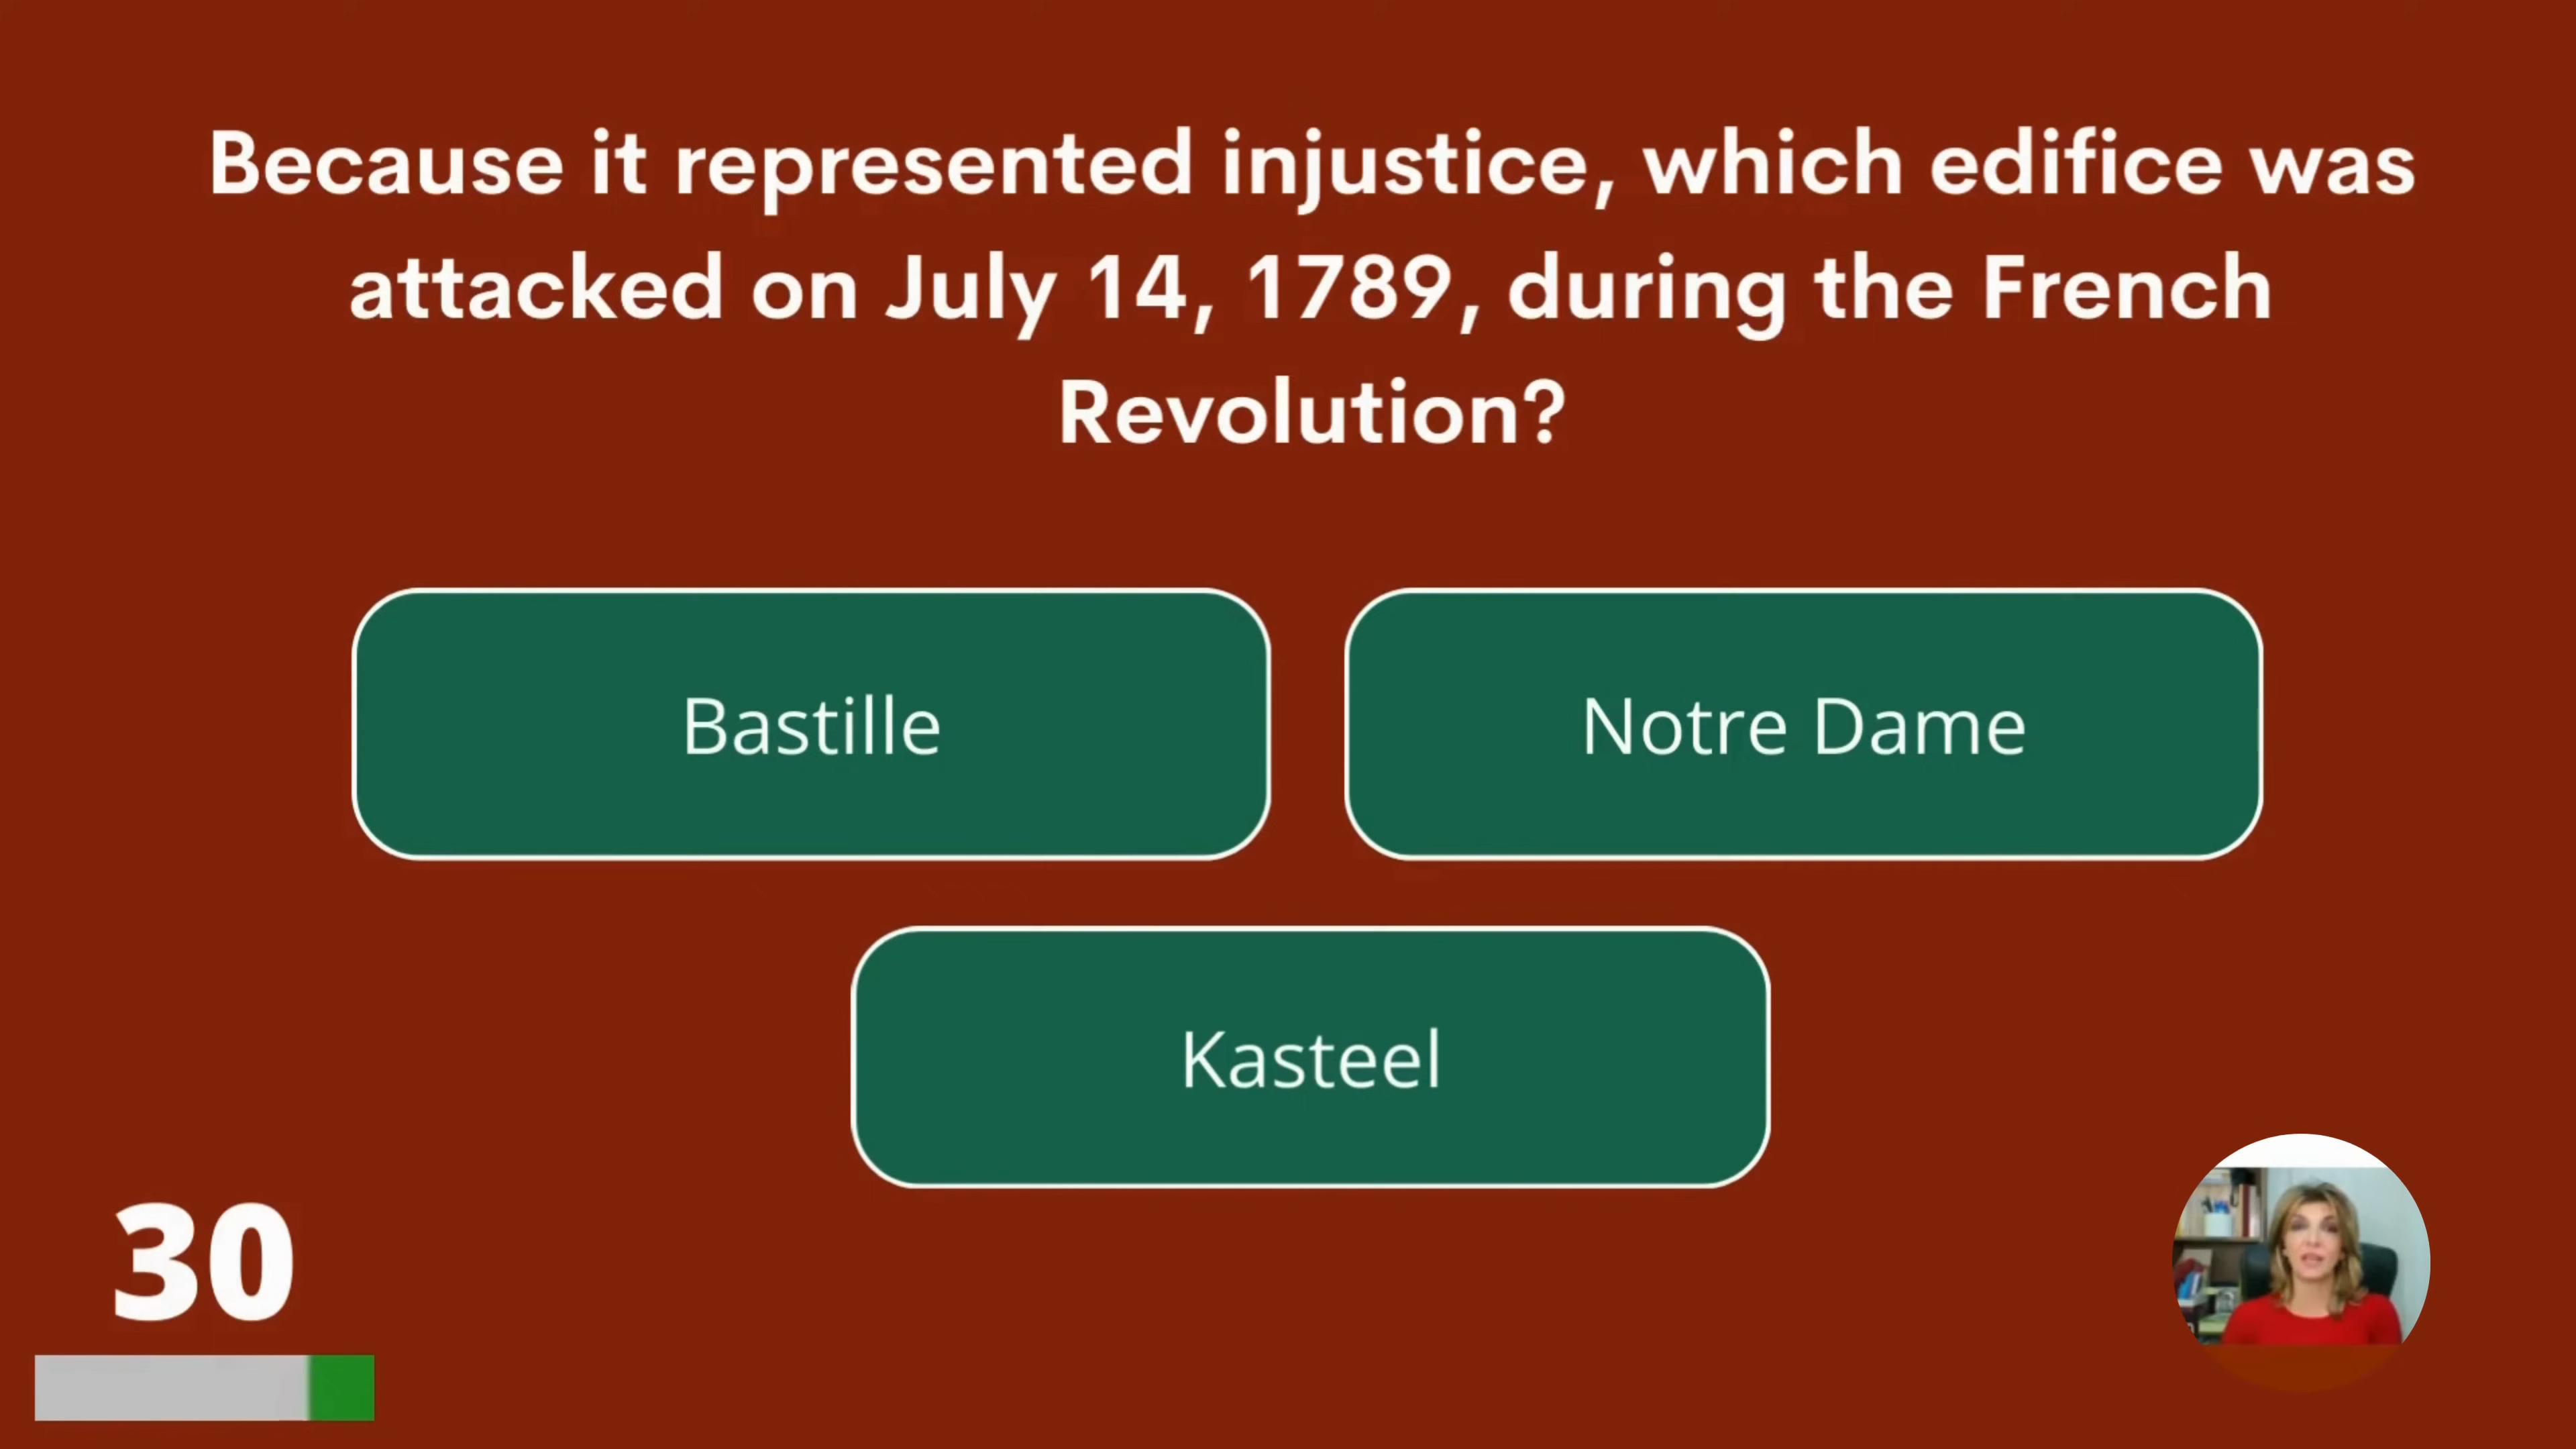 Because it represented injustice, which edifice was
attacked on July 14, 1789, during the French
Revolution?
Bastille
Notre Dame
Kasteel
30